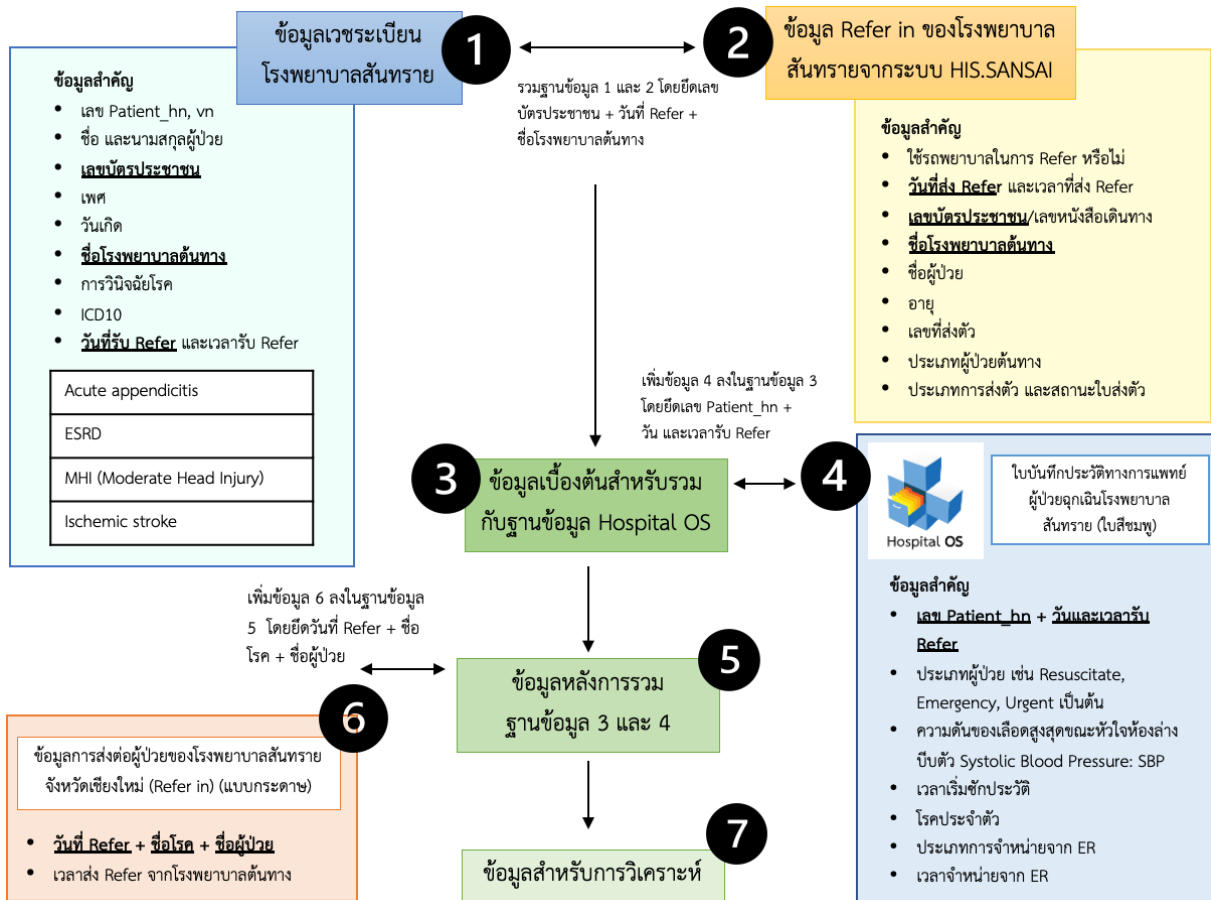 ข้อมูลเวชระเบียน
โรงพยาบาลสันทราย
1
ข้อมูลสำคัญ
เลข Patient_hn, vn
ชื่อ และนามสกุลผู้ป่วย
เลขบัตรประชาชน
เพศ
วันเกิด
ชื่อโรงพยาบาลต้นทาง
การวินิจฉัยโรค
ICD10
วันที่รับ Refer และเวลารับ Refer
Acute appendicitis
ESRD
MHI (Moderate Head Injury)
Ischemic stroke
รวมฐานข้อมูล 1 และ 2 โดยยึดเลข
บัตรประชาชน + วันที่ Refer +
ชื่อโรงพยาบาลต้นทาง
2
ข้อมูล Refer in ของโรงพยาบาล
สันทรายจากระบบ HIS.SANSAI
ข้อมูลสำคัญ
ใช้รถพยาบาลในการ Refer หรือไม่
วันที่ส่ง Refer และเวลาที่ส่ง Refer
เลขบัตรประชาชน/เลขหนังสือเดินทาง
ชื่อโรงพยาบาลต้นทาง
ชื่อผู้ป่วย
อายุ
เลขที่ส่งตัว
ประเภทผู้ป่วยต้นทาง
ประเภทการส่งตัว และสถานะใบส่งตัว
เพิ่มข้อมูล 4 ลงในฐานข้อมูล 3
โดยยึดเลข Patient_hn +
วัน และเวลารับ Refer
3
ข้อมูลเบื้องต้นสำหรับรวม
กับฐานข้อมูล Hospital OS
4
Hospital OS
ใบบันทึกประวัติทางการแพทย์
ผู้ป่วยฉุกเฉินโรงพยาบาล
สันทราย (ใบสีชมพู)
ข้อมูลสำคัญ
เลข Patient_hn + วันและเวลารับ
Refer
ประเภทผู้ป่วย เช่น Resuscitate,
Emergency, Urgent เป็นต้น
ความดันของเลือดสูงสุดขณะหัวใจห้องล่าง
บีบตัว Systolic Blood Pressure: SBP
เวลาเริ่มซักประวัติ
โรคประจำตัว
ประเภทการจำหน่ายจาก ER
เวลาจำหน่ายจาก ER
เพิ่มข้อมูล 6 ลงในฐานข้อมูล
5 โดยยึดวันที่ Refer + ชื่อ
โรค + ชื่อผู้ป่วย
5
ข้อมูลหลังการรวม
ฐานข้อมูล 3 และ 4
6
ข้อมูลการส่งต่อผู้ป่วยของโรงพยาบาลสันทราย
จังหวัดเชียงใหม่ (Refer in) (แบบกระดาษ)
วันที่ Refer + ชื่อโรค + ชื่อผู้ป่วย
เวลาส่ง Refer จากโรงพยาบาลต้นทาง
7
ข้อมูลสำหรับการวิเคราะห์